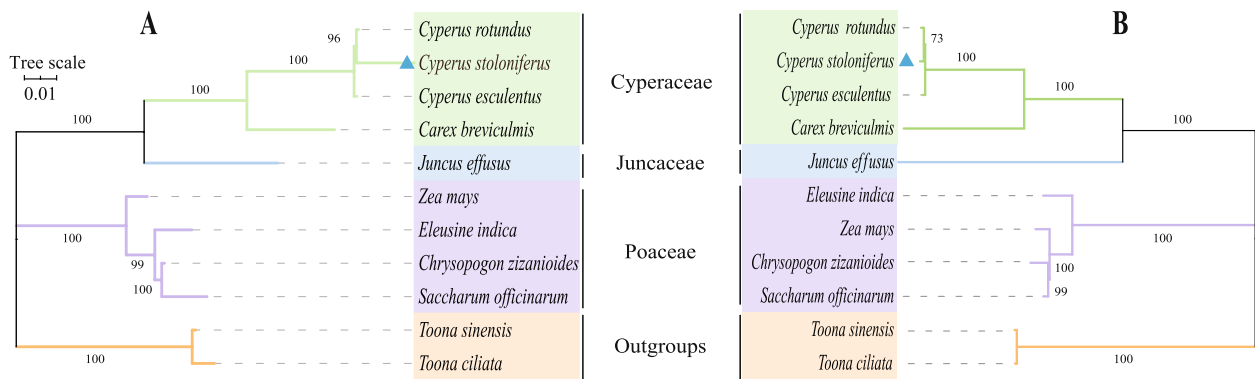 A
Tree scale
0.01
96
100
100
100
100
99
100
100
Cyperus rotundus
Cyperus stoloniferus
Cyperus esculentus
Carex breviculmis
Juncus effusus
Zea mays
Eleusine indica
Chrysopogon zizanioides
Saccharum officinarum
Toona sinensis
Toona ciliata
Cyperaceae
Juncaceae
Poaceae
Outgroups
B
Cyperus rotundus
Cyperus stoloniferus
Cyperus esculentus
Carex breviculmis
Juncus effusus
Eleusine indica
Zea mays
Chrysopogon zizanioides
Saccharum officinarum
Toona sinensis
Toona ciliata
73
100
100
100
100
100
99
100